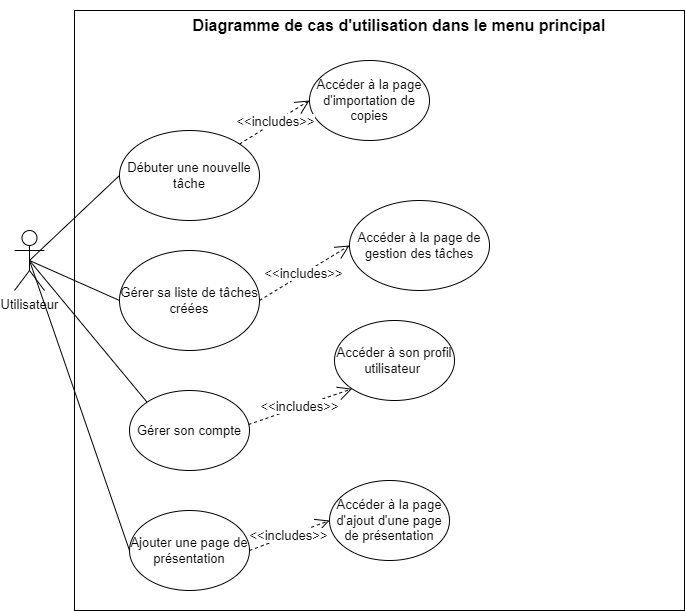 Diagramme de cas d'utilisation dans le menu principal
Accéder à la page
d'importation de
copies
<<includes>>
Débuter une nouvelle
tâche
Accéder à la page de
gestion des tâches
<<includes>>
Gérer sa liste de tâches
créées
Utilisateur
Accéder à son profil
utilisateur
<<includes>>
Gérer son compte
Accéder à la page
d'ajout d'une page
de présentation
<<includes>>
Ajouter une page de
présentation